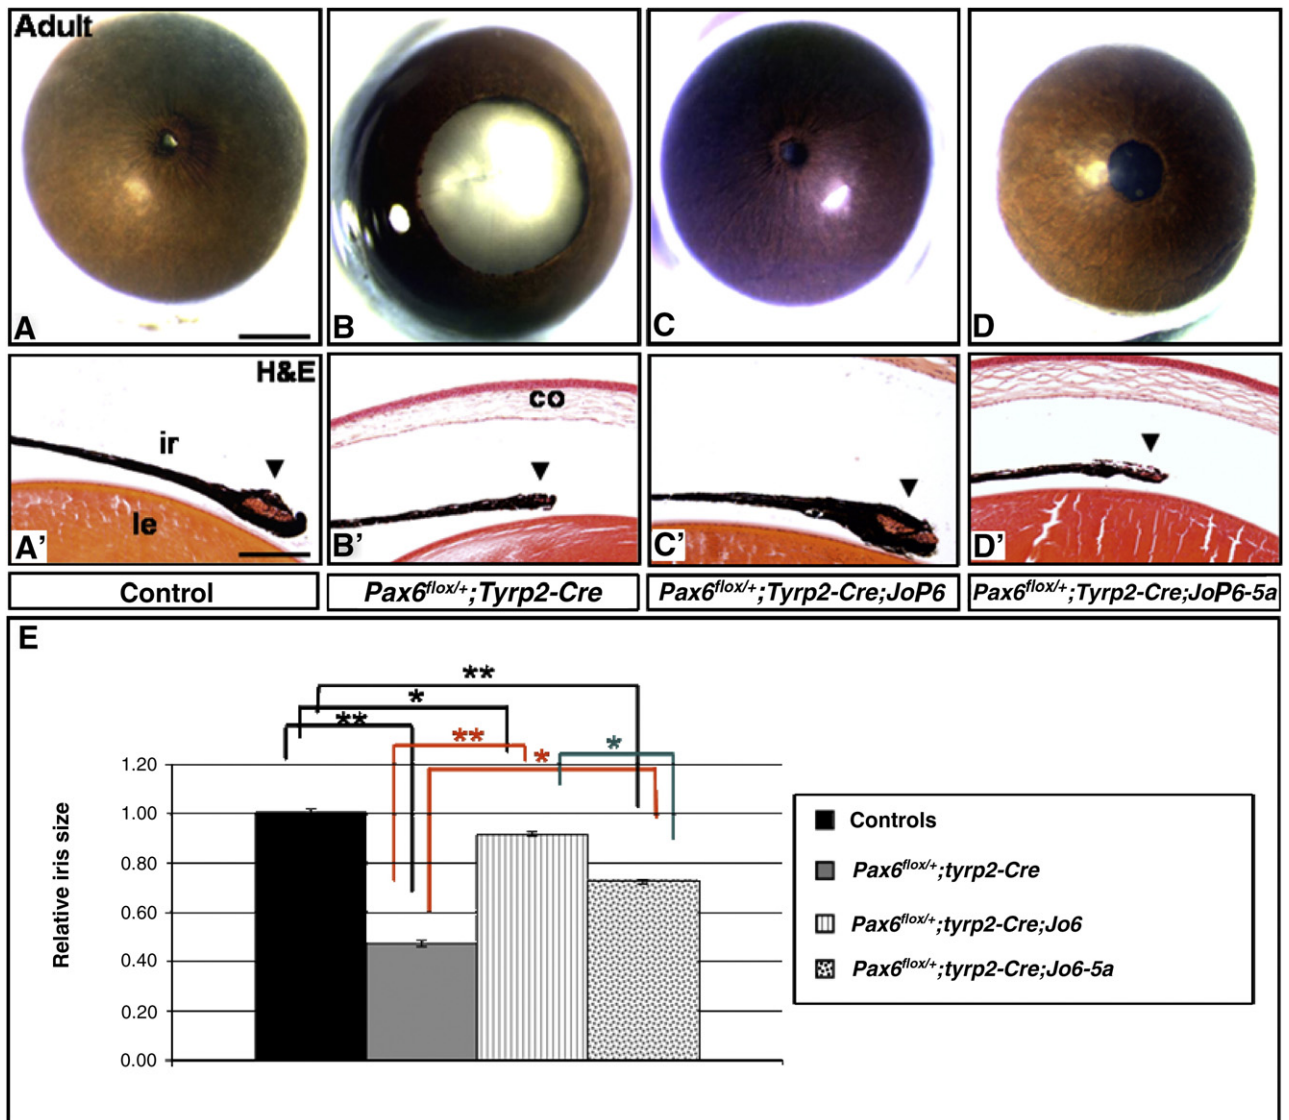 Adult
A
B
C
D
H&E
ir
le
co
A'
B'
C'
D'
Control
Pax6flox/+;Tyrp2-Cre
Pax6flox/+;Tyrp2-Cre;JoP6
Pax6flox/+;Tyrp2-Cre;JoP6-5a
E
**
*
**
**
*
*
Relative iris size
1.20
1.00
0.80
0.60
0.40
0.20
0.00
Controls
Pax6flox/+;tyrp2-Cre
Pax6flox/+;tyrp2-Cre;Jo6
Pax6flox/+;tyrp2-Cre;Jo6-5a